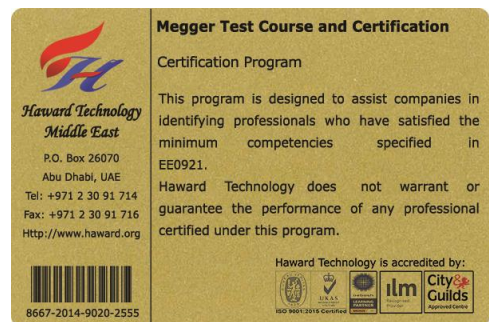 Haward Technology
Middle East
P.O. Box 26070
Abu Dhabi, UAE
Tel: +971 2 30 91 714
Fax: +971 2 30 91 716
Http://www.haward.org
8667-2014-9020-2555
Megger Test Course and Certification
Certification Program
This program is designed to assist companies in
identifying professionals who have satisfied the
minimum competencies specified in
EE0921.
Haward Technology does not warrant or
guarantee the performance of any professional
certified under this program.
Haward Technology is accredited by:
UKAS
ISO 9001:2015 Certified
ilm
City&
Guilds
Approved Centre